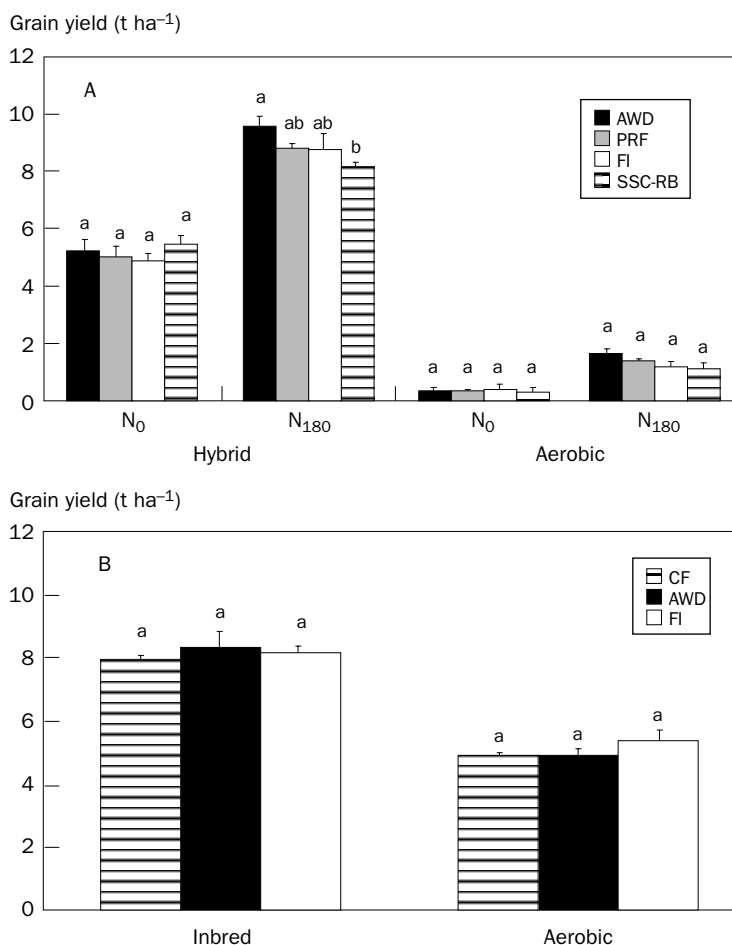 Grain yield (t ha⁻¹)
12
A
a
AWD
PRF
FI
SSC-RB
10
ab ab
b
8
6
a a a a
4
2
a a a a
a a a a
0
N₀ N₁₈₀ N₀ N₁₈₀
Hybrid Aerobic
Grain yield (t ha⁻¹)
12
B
CF
AWD
FI
10
a a a
8
6
a a a
4
2
0
Inbred Aerobic